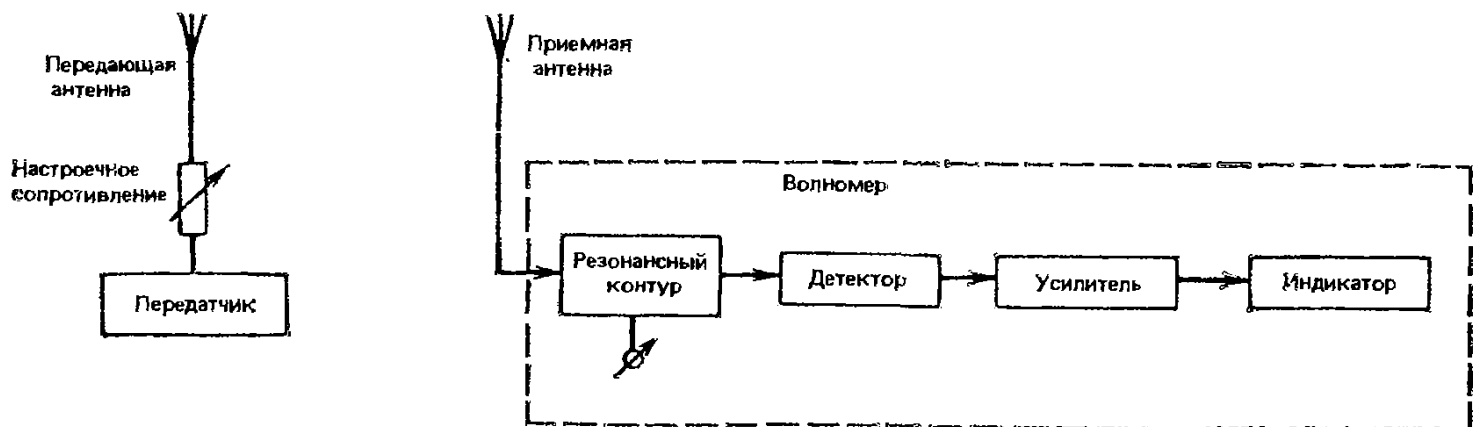 Передающая
антенна
Настроечное
сопротивление
Передатчик
Приемная
антенна
Волномер
Резонансный
контур
Детектор
Усилитель
Индикатор